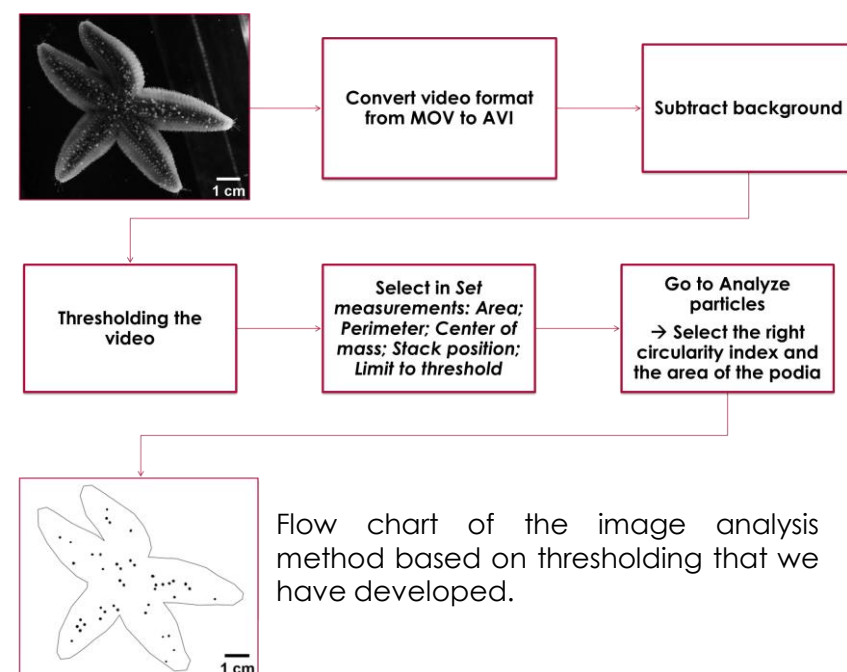 1 cm
Convert video format
from MOV to AVI
Subtract background
Thresholding the
video
Select in Set
measurements: Area;
Perimeter; Center of
mass; Stack position;
Limit to threshold
Go to Analyze
particles
→ Select the right
circularity index and
the area of the podia
Flow chart of the image analysis
method based on thresholding that we
have developed.
1 cm